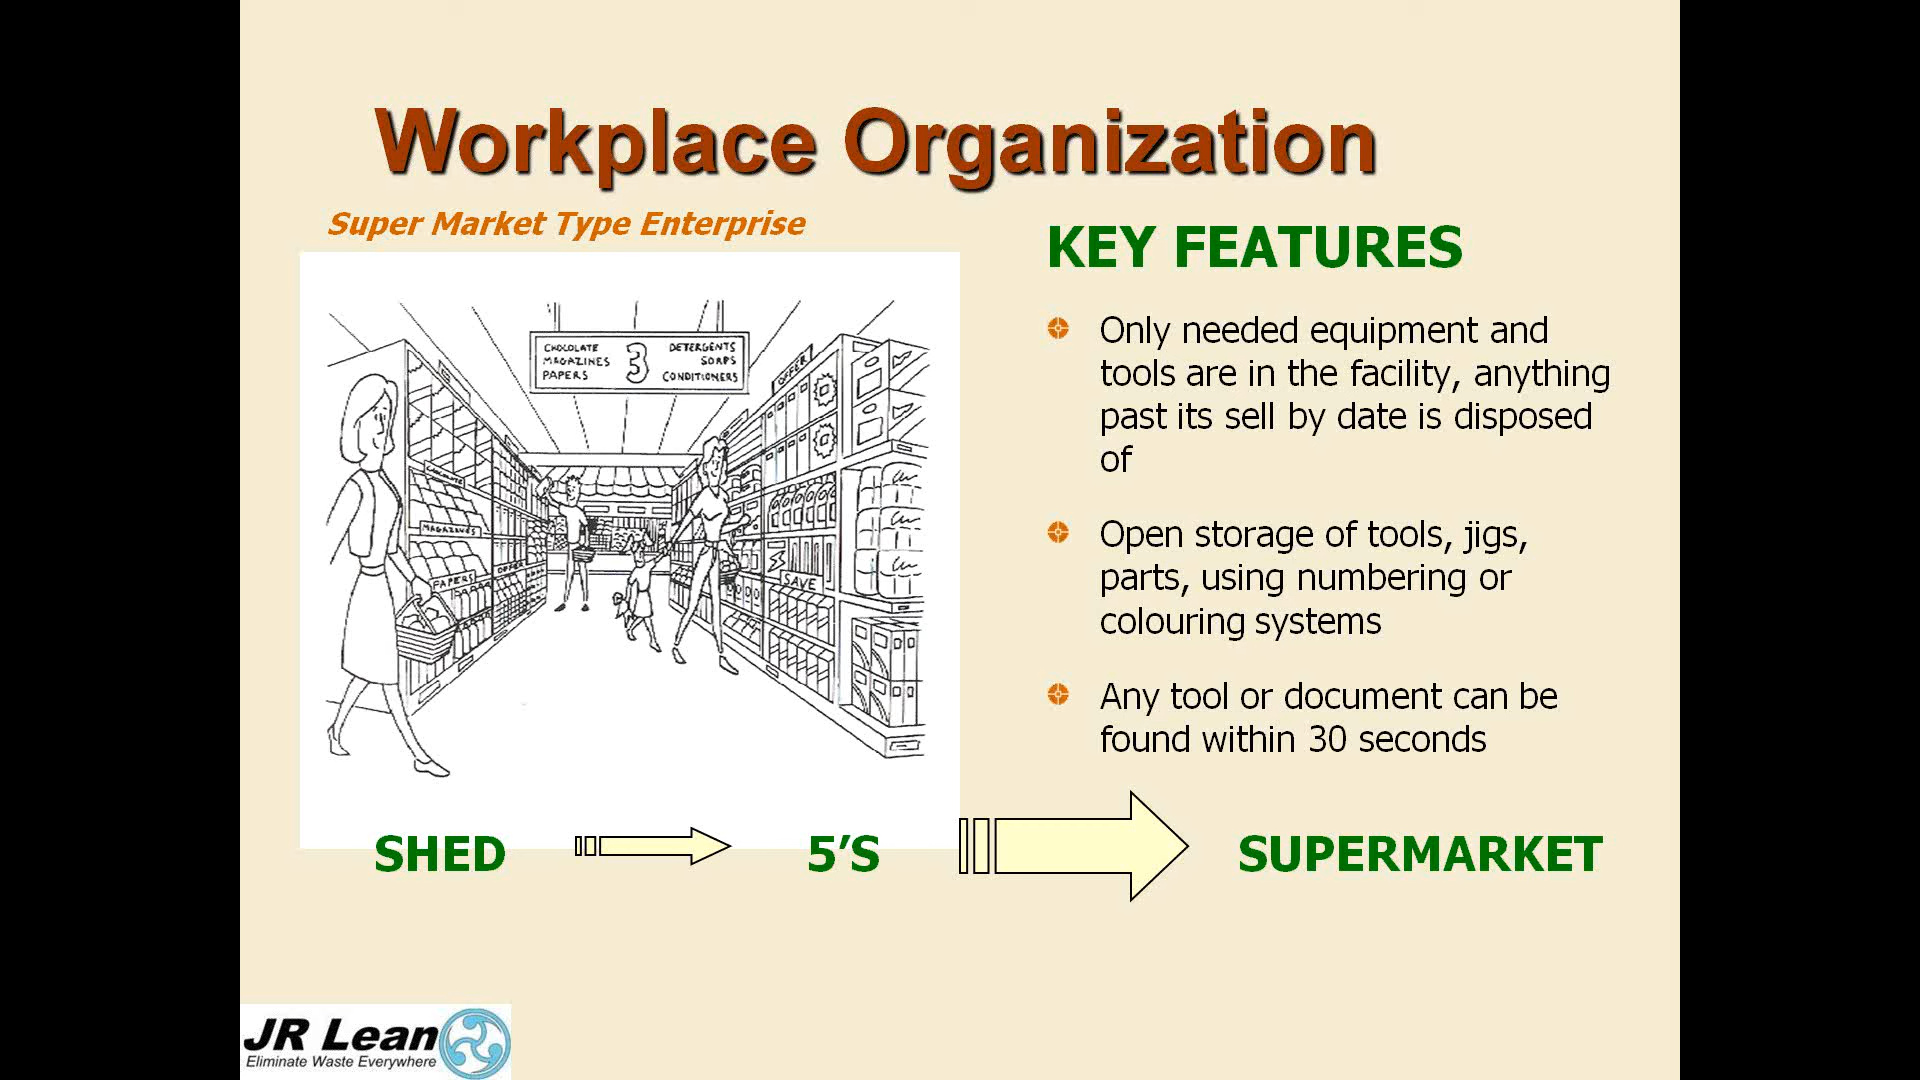 Workplace Organization
Super Market Type Enterprise
CHOCOLATE
MAGAZINES
PAPERS
3
DETERGENTS
SOAPS
CONDITIONERS
OFFER
CHOCOLATE
MAGAZINES
PAPERS
OFFER
SAVE
KEY FEATURES
Only needed equipment and
tools are in the facility, anything
past its sell by date is disposed
of
Open storage of tools, jigs,
parts, using numbering or
colouring systems
Any tool or document can be
found within 30 seconds
SHED
5’S
SUPERMARKET
JR Lean
Eliminate Waste Everywhere